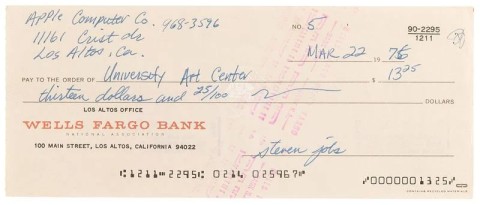 Apple Computer Co. 968-3596
11161 Crist dr
Los Altos, Ca.
No. 5
90-2295
1211
Mar 22 1976
PAY TO THE ORDER OF University Art Center $ 13 25
thirteen dollars and 25/100 DOLLARS
LOS ALTOS OFFICE
WELLS FARGO BANK
NATIONAL ASSOCIATION
100 MAIN STREET, LOS ALTOS, CALIFORNIA 94022
steven jobs
⑆1211⑉2295⑆ 0214 025967⑈ ⑈0000001325⑈